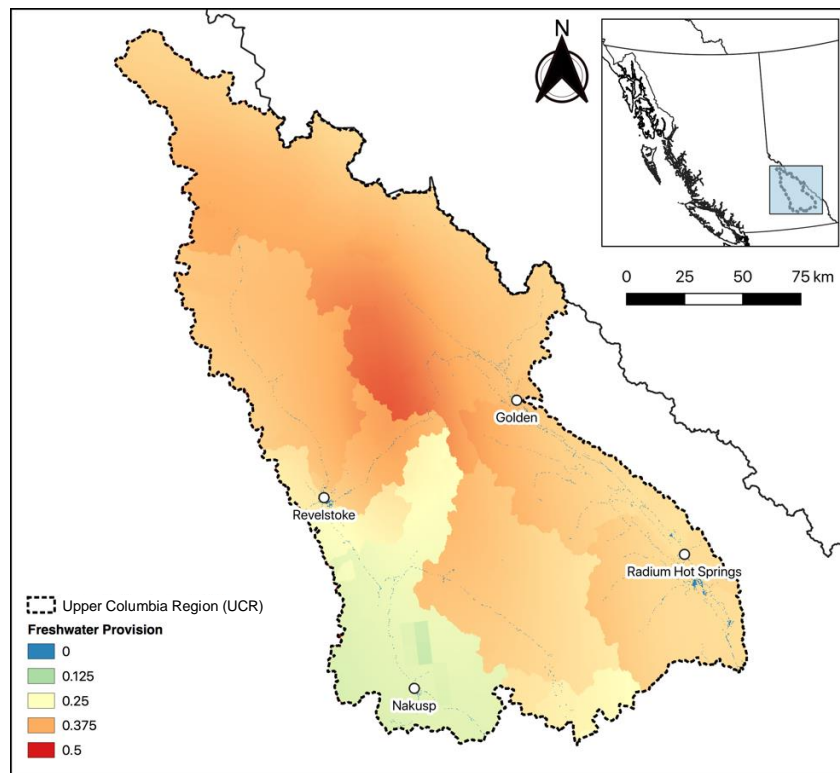 N
0 25 50 75 km
Golden
Revelstoke
Radium Hot Springs
Upper Columbia Region (UCR)
Freshwater Provision
0
0.125
0.25
0.375
0.5
Nakusp